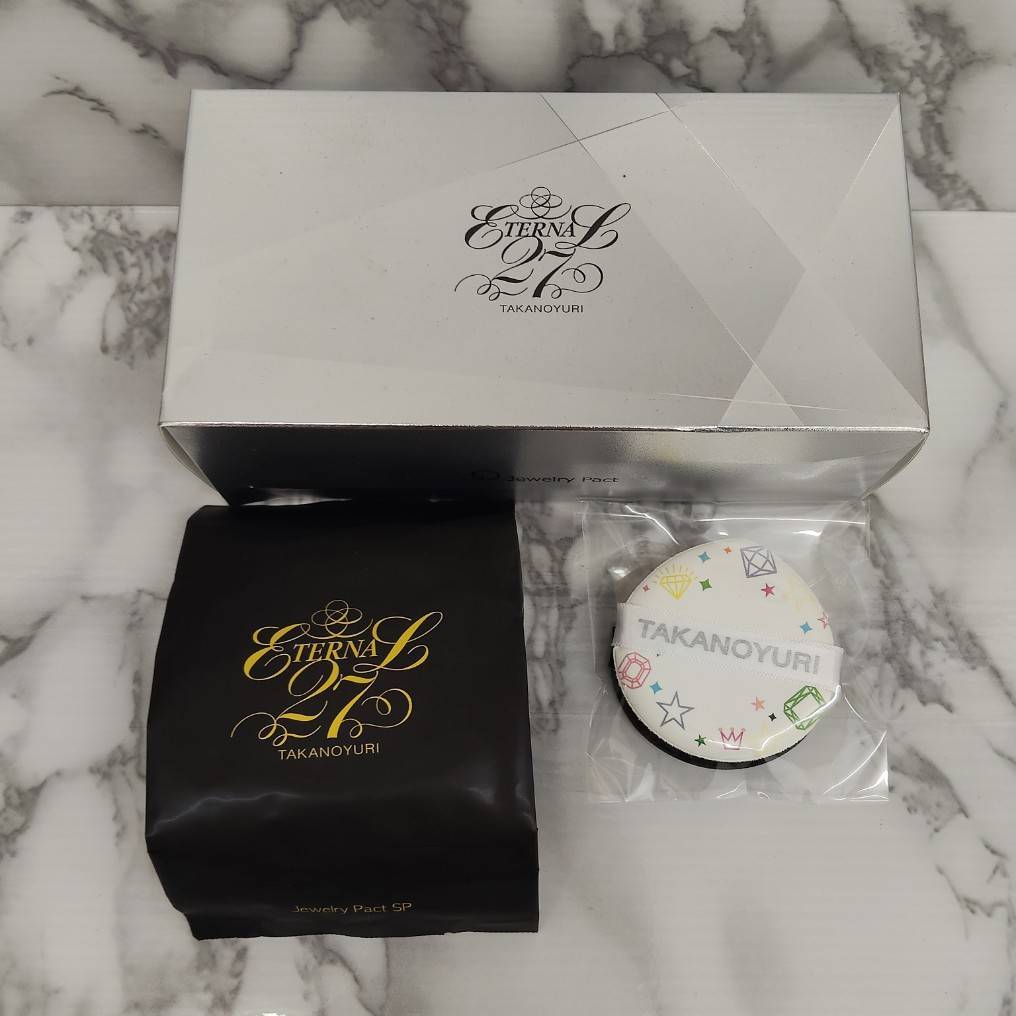 ETERNAL
27
TAKANOYURI
Jewelry Pact
ETERNAL
27
TAKANOYURI
Jewelry Pact SP
TAKANOYURI